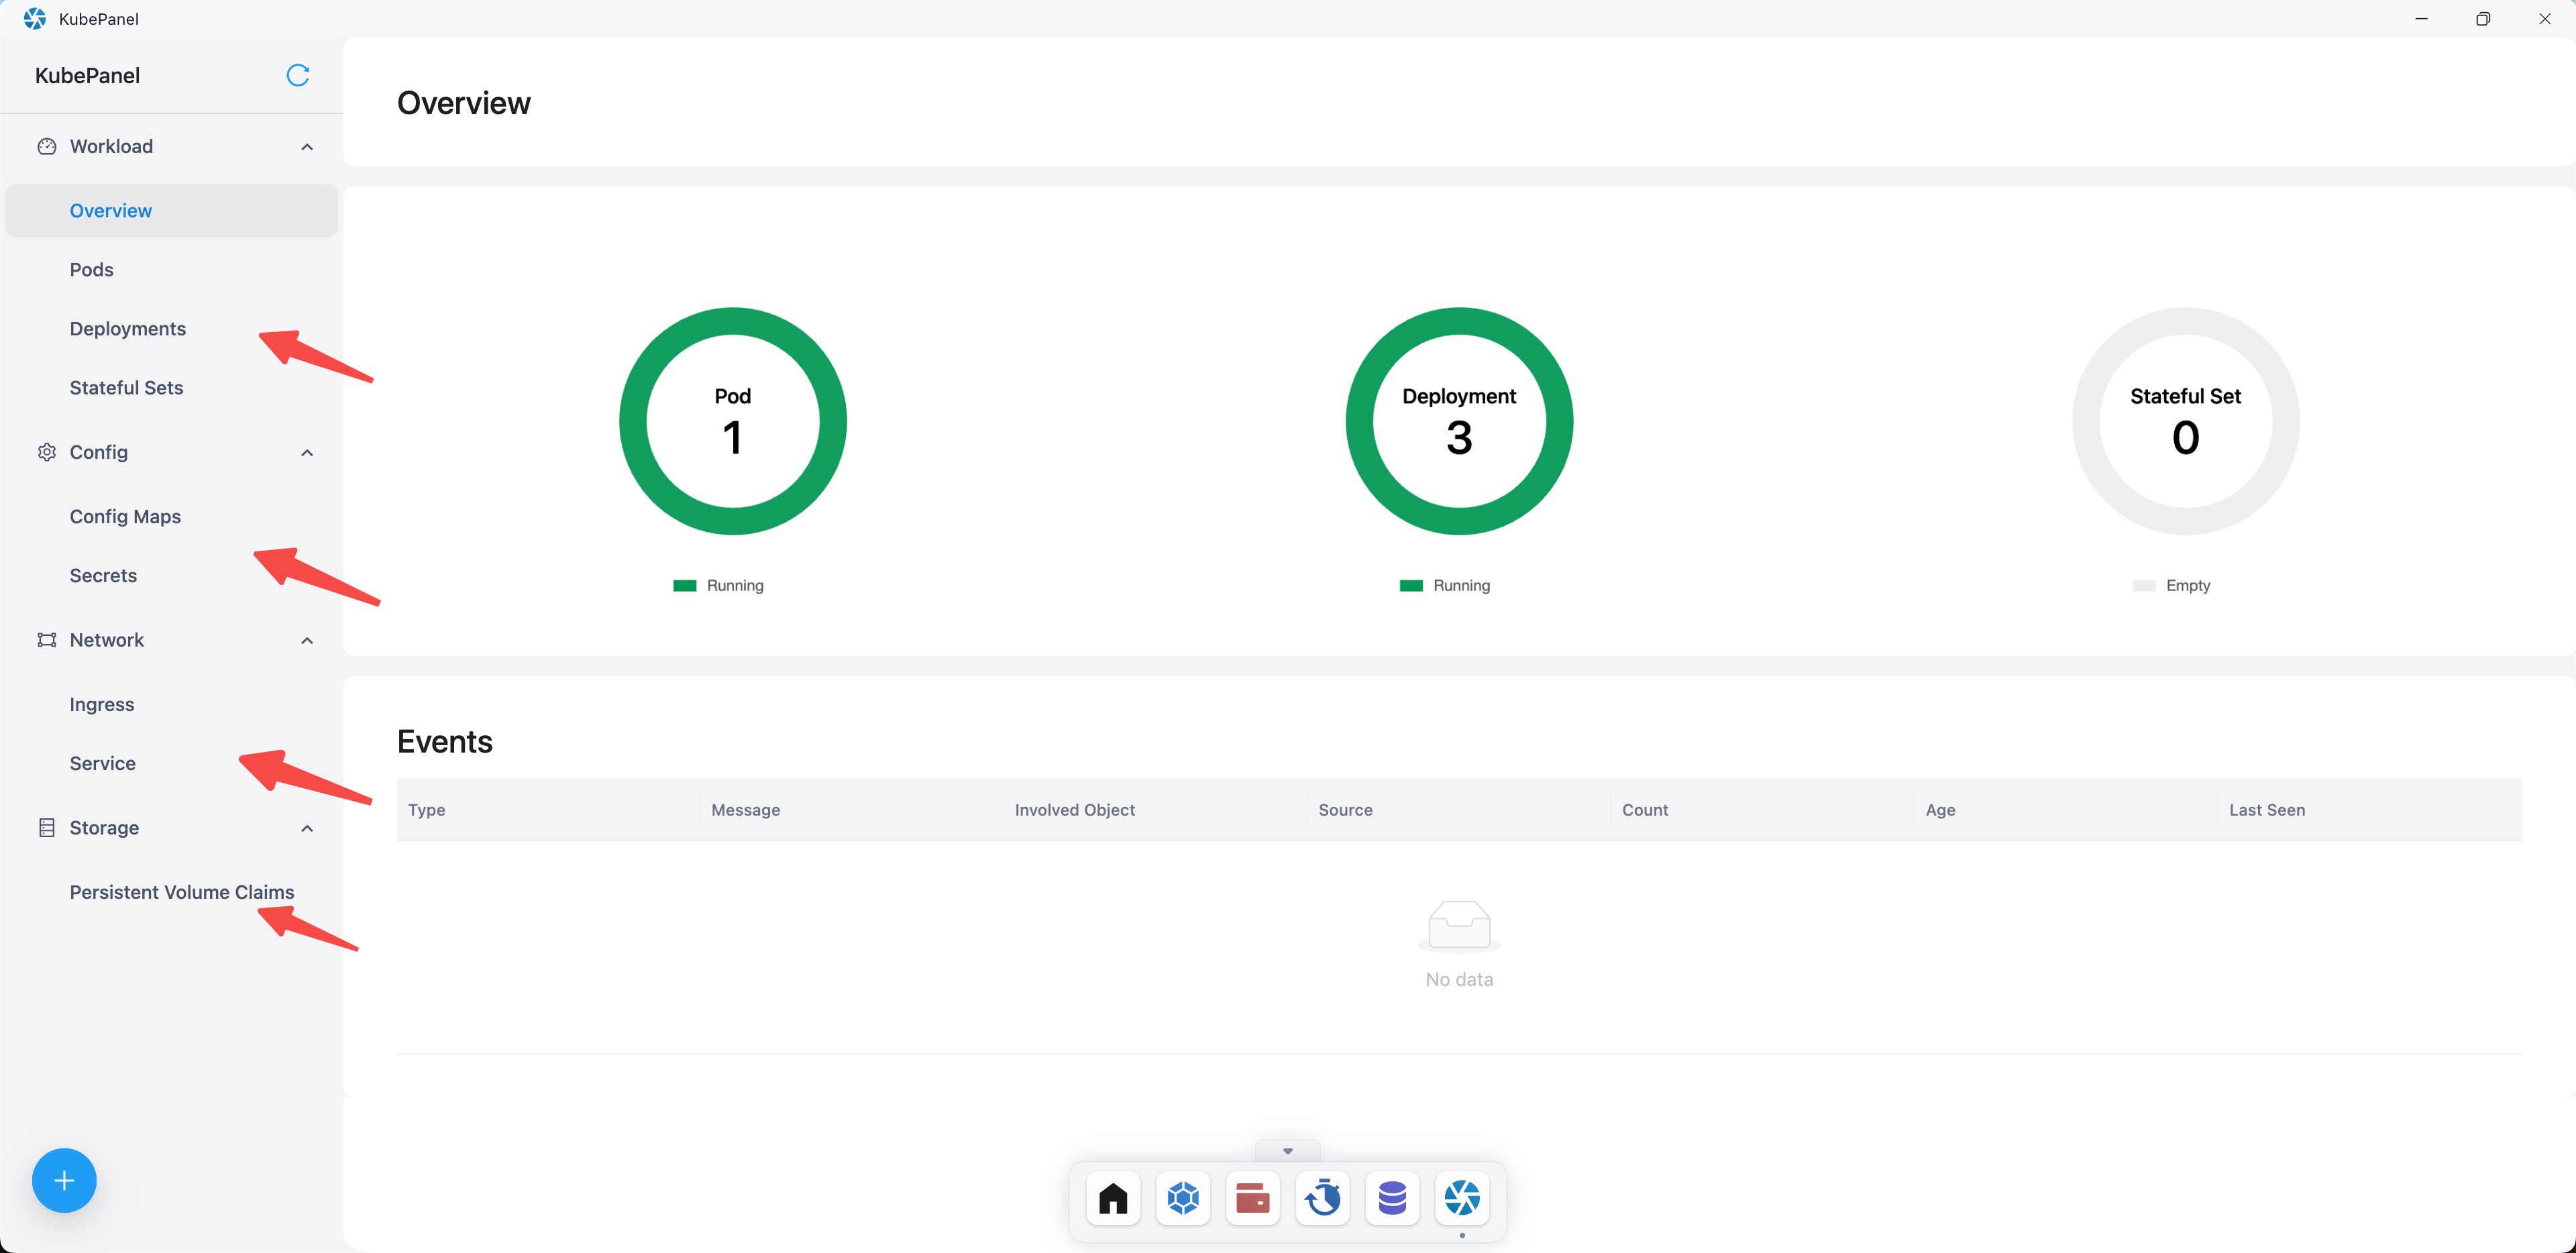 KubePanel
KubePanel
Workload
Overview
Pods
Deployments
Stateful Sets
Config
Config Maps
Secrets
Network
Ingress
Service
Storage
Persistent Volume Claims
Overview
Pod
1
Running
Deployment
3
Running
Stateful Set
0
Empty
Events
Type Message Involved Object Source Count Age Last Seen
No data